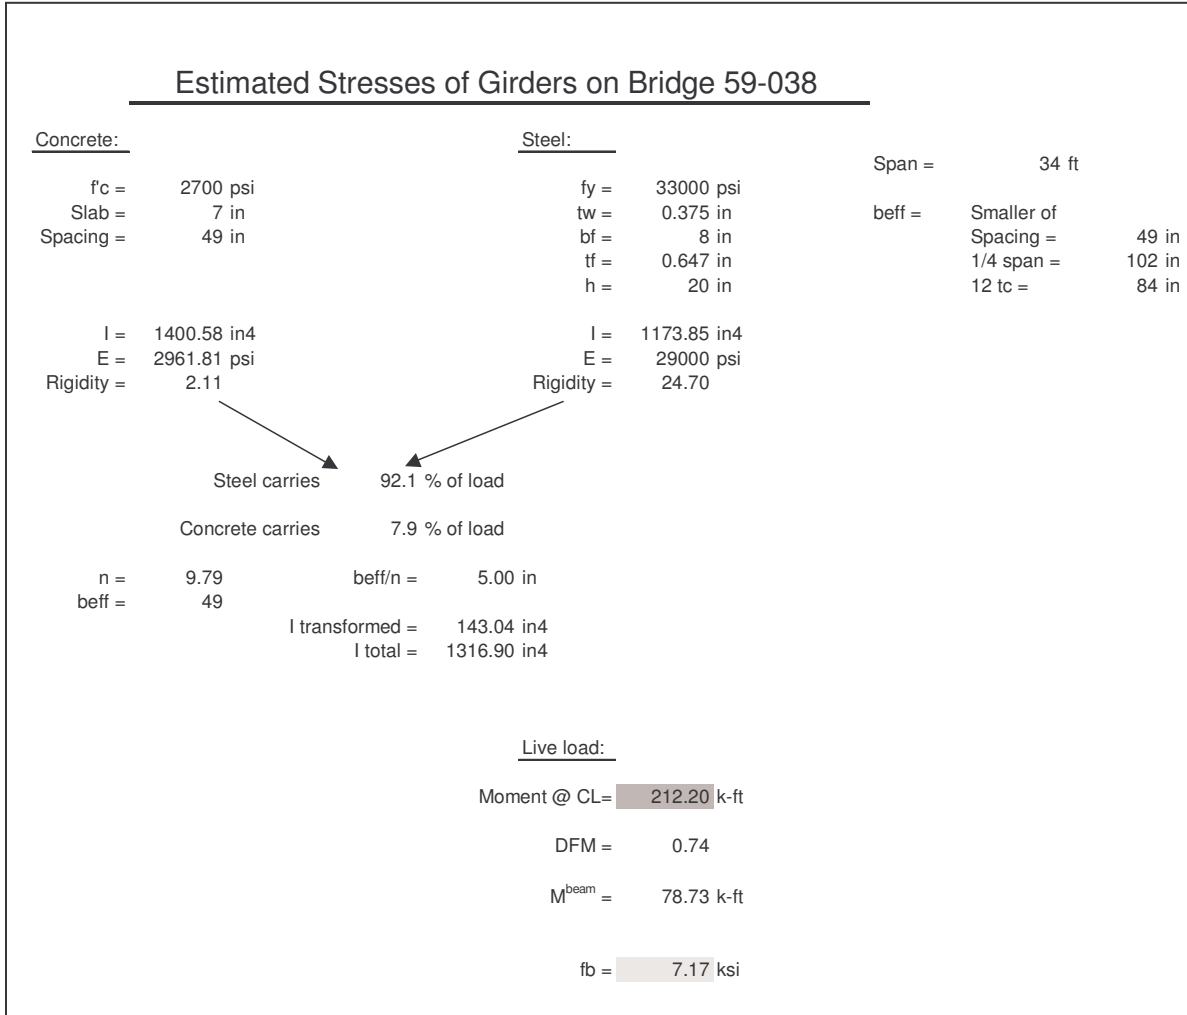 Estimated Stresses of Girders on Bridge 59-038
Concrete: Steel:
Span = 34 ft
f'c = 2700 psi fy = 33000 psi
Slab = 7 in tw = 0.375 in beff = Smaller of
Spacing = 49 in bf = 8 in Spacing = 49 in
tf = 0.647 in 1/4 span = 102 in
h = 20 in 12 tc = 84 in
I = 1400.58 in4 I = 1173.85 in4
E = 2961.81 psi E = 29000 psi
Rigidity = 2.11 Rigidity = 24.70
Steel carries 92.1 % of load
Concrete carries 7.9 % of load
n = 9.79 beff/n = 5.00 in
beff = 49
I transformed = 143.04 in4
I total = 1316.90 in4
Live load:
Moment @ CL= 212.20 k-ft
DFM = 0.74
Mbeam = 78.73 k-ft
fb = 7.17 ksi